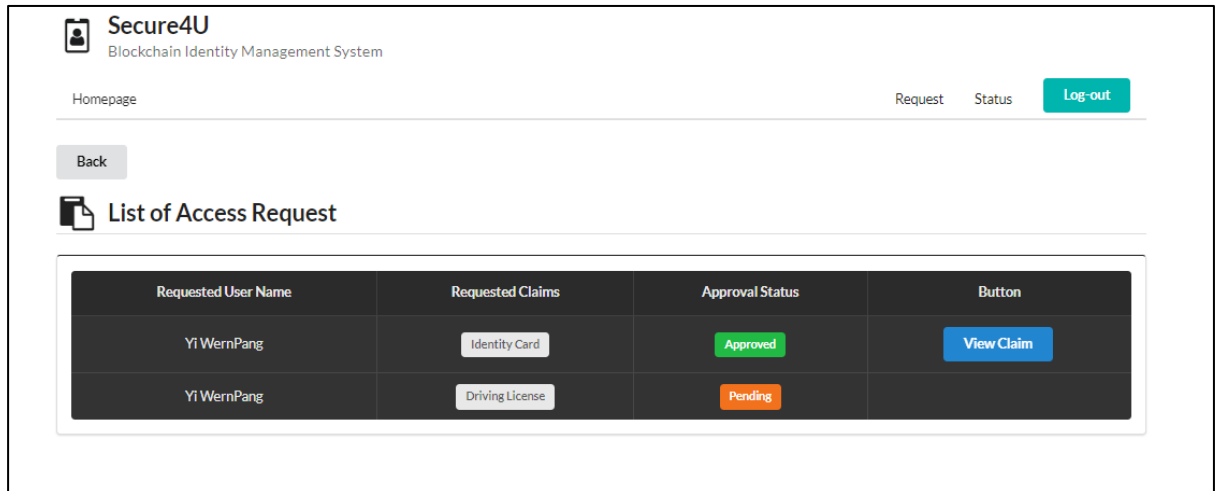 Secure4U
Blockchain Identity Management System
Homepage Request Status Log-out
Back
List of Access Request
Requested User Name Requested Claims Approval Status Button
Yi WernPang Identity Card Approved View Claim
Yi WernPang Driving License Pending